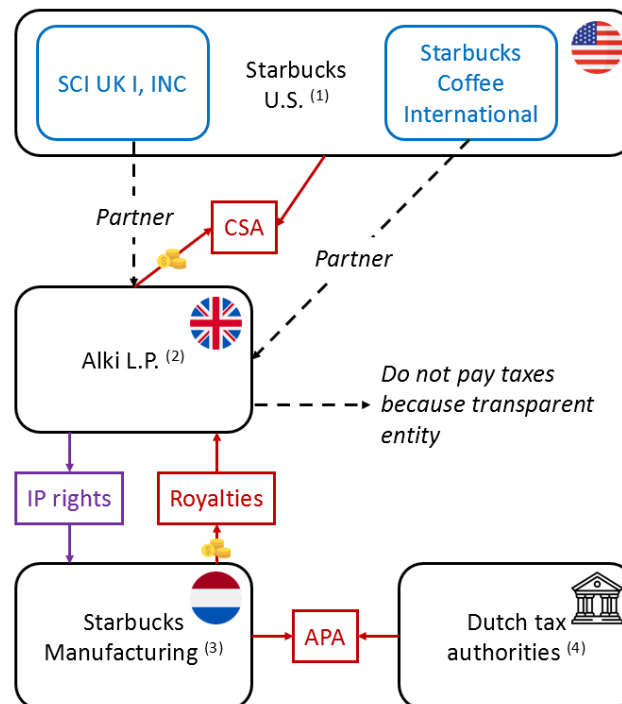 SCI UK I, INC
Starbucks
U.S. (1)
Starbucks
Coffee
International
Partner
CSA
Partner
Alki L.P. (2)
Do not pay taxes
because transparent
entity
IP rights
Royalties
Starbucks
Manufacturing (3)
APA
Dutch tax
authorities (4)